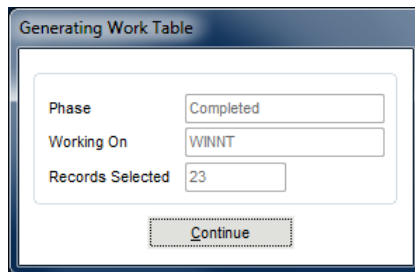 Generating Work Table
Phase Completed
Working On WINNT
Records Selected 23
Continue